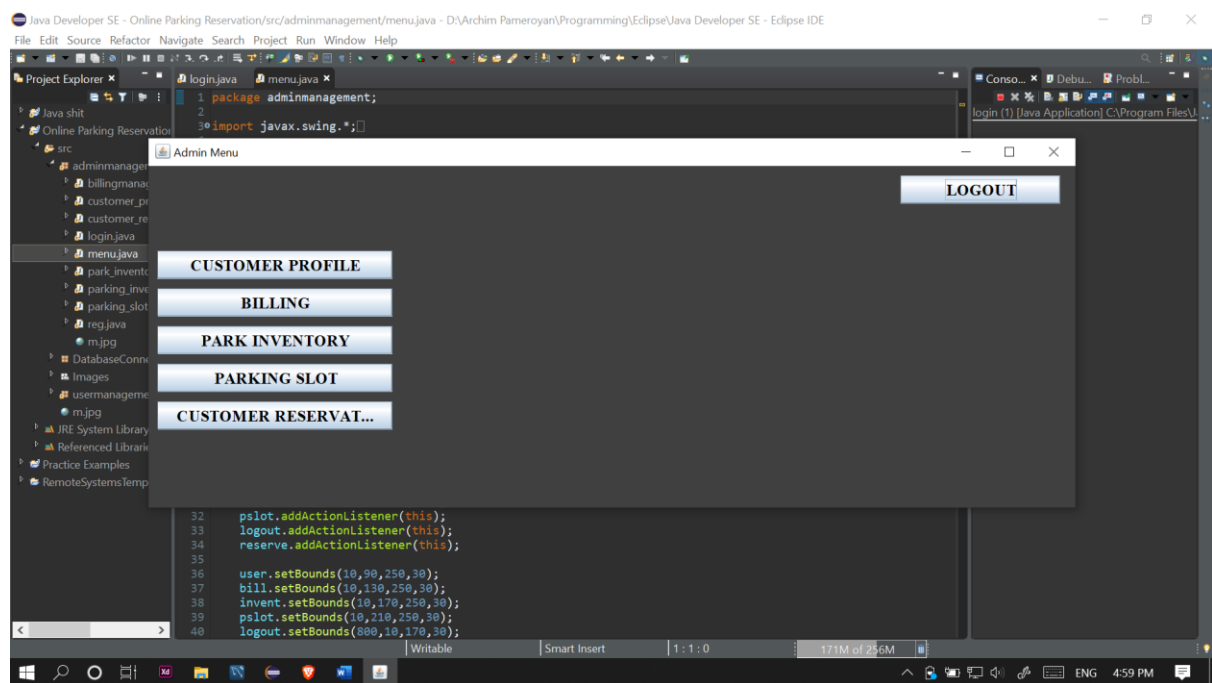 Java Developer SE - Online Parking Reservation/src/adminmanagement/menu.java - D:\Archim Pameroyan\Programming\Eclipse\Java Developer SE - Eclipse IDE
File Edit Source Refactor Navigate Search Project Run Window Help
Project Explorer
login.java menu.java
Conso... Debu... Probl...
1 package adminmanagement;
2
3 import javax.swing.*;
login (1) [Java Application] C:\Program Files\J
Java shit
Online Parking Reservation
src
adminmanager
billingmanag
customer_pr
customer_re
login.java
menu.java
park_invento
parking_inve
parking_slot
reg.java
m.jpg
DatabaseConne
Images
usermanageme
m.jpg
JRE System Library
Referenced Librarie
Practice Examples
RemoteSystemsTemp
Admin Menu
LOGOUT
CUSTOMER PROFILE
BILLING
PARK INVENTORY
PARKING SLOT
CUSTOMER RESERVAT...
32 pslot.addActionListener(this);
33 logout.addActionListener(this);
34 reserve.addActionListener(this);
35
36 user.setBounds(10,90,250,30);
37 bill.setBounds(10,130,250,30);
38 invent.setBounds(10,170,250,30);
39 pslot.setBounds(10,210,250,30);
40 logout.setBounds(800,10,170,30);
Writable Smart Insert 1 : 1 : 0 171M of 256M
Xd ENG 4:59 PM